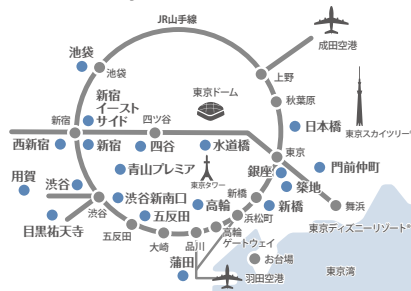 JR山手線
成田空港
池袋
池袋
上野
新宿
イースト
サイド
東京ドーム
秋葉原
新宿
四ツ谷
日本橋
東京スカイツリー®
西新宿
新宿
四谷
水道橋
東京
青山プレミア
東京タワー
銀座
門前仲町
用賀
渋谷
築地
渋谷新南口
高輪
新橋
新橋
舞浜
渋谷
五反田
浜松町
目黒祐天寺
五反田
大崎
品川
高輪
ゲートウェイ
東京ディズニーリゾート®
お台場
蒲田
羽田空港
東京湾